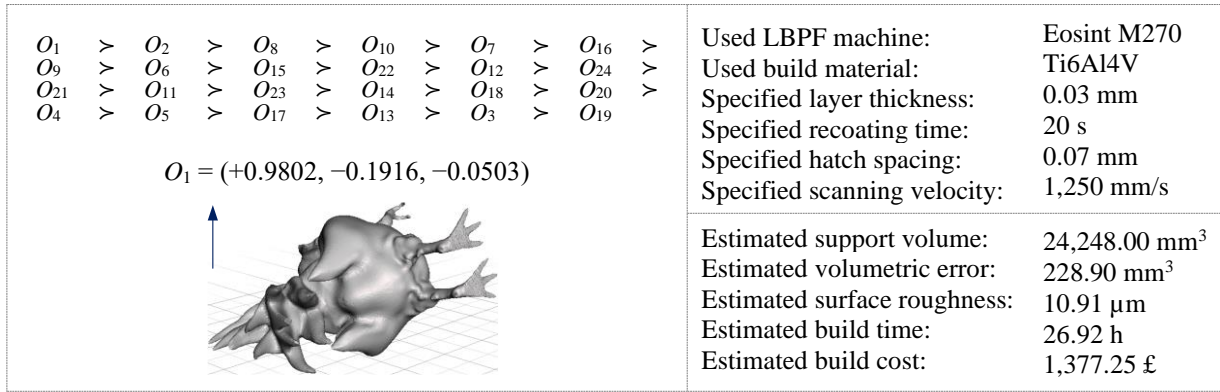 O1 ≻ O2 ≻ O8 ≻ O10 ≻ O7 ≻ O16 ≻
O9 ≻ O6 ≻ O15 ≻ O22 ≻ O12 ≻ O24 ≻
O21 ≻ O11 ≻ O23 ≻ O14 ≻ O18 ≻ O20 ≻
O4 ≻ O5 ≻ O17 ≻ O13 ≻ O3 ≻ O19
O1 = (+0.9802, −0.1916, −0.0503)
Used LBPF machine: Eosint M270
Used build material: Ti6Al4V
Specified layer thickness: 0.03 mm
Specified recoating time: 20 s
Specified hatch spacing: 0.07 mm
Specified scanning velocity: 1,250 mm/s
Estimated support volume: 24,248.00 mm³
Estimated volumetric error: 228.90 mm³
Estimated surface roughness: 10.91 µm
Estimated build time: 26.92 h
Estimated build cost: 1,377.25 £